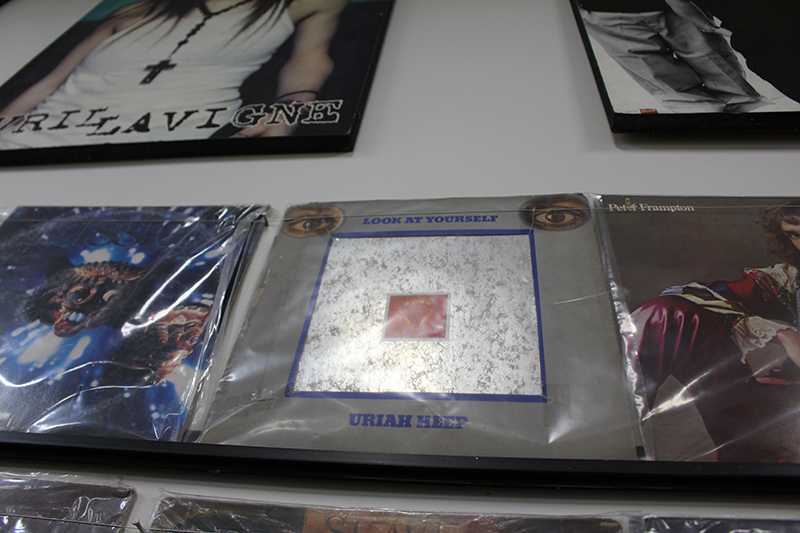 VRIL LAVIGNE
LOOK AT YOURSELF
Peter Frampton
URIAH HEEP